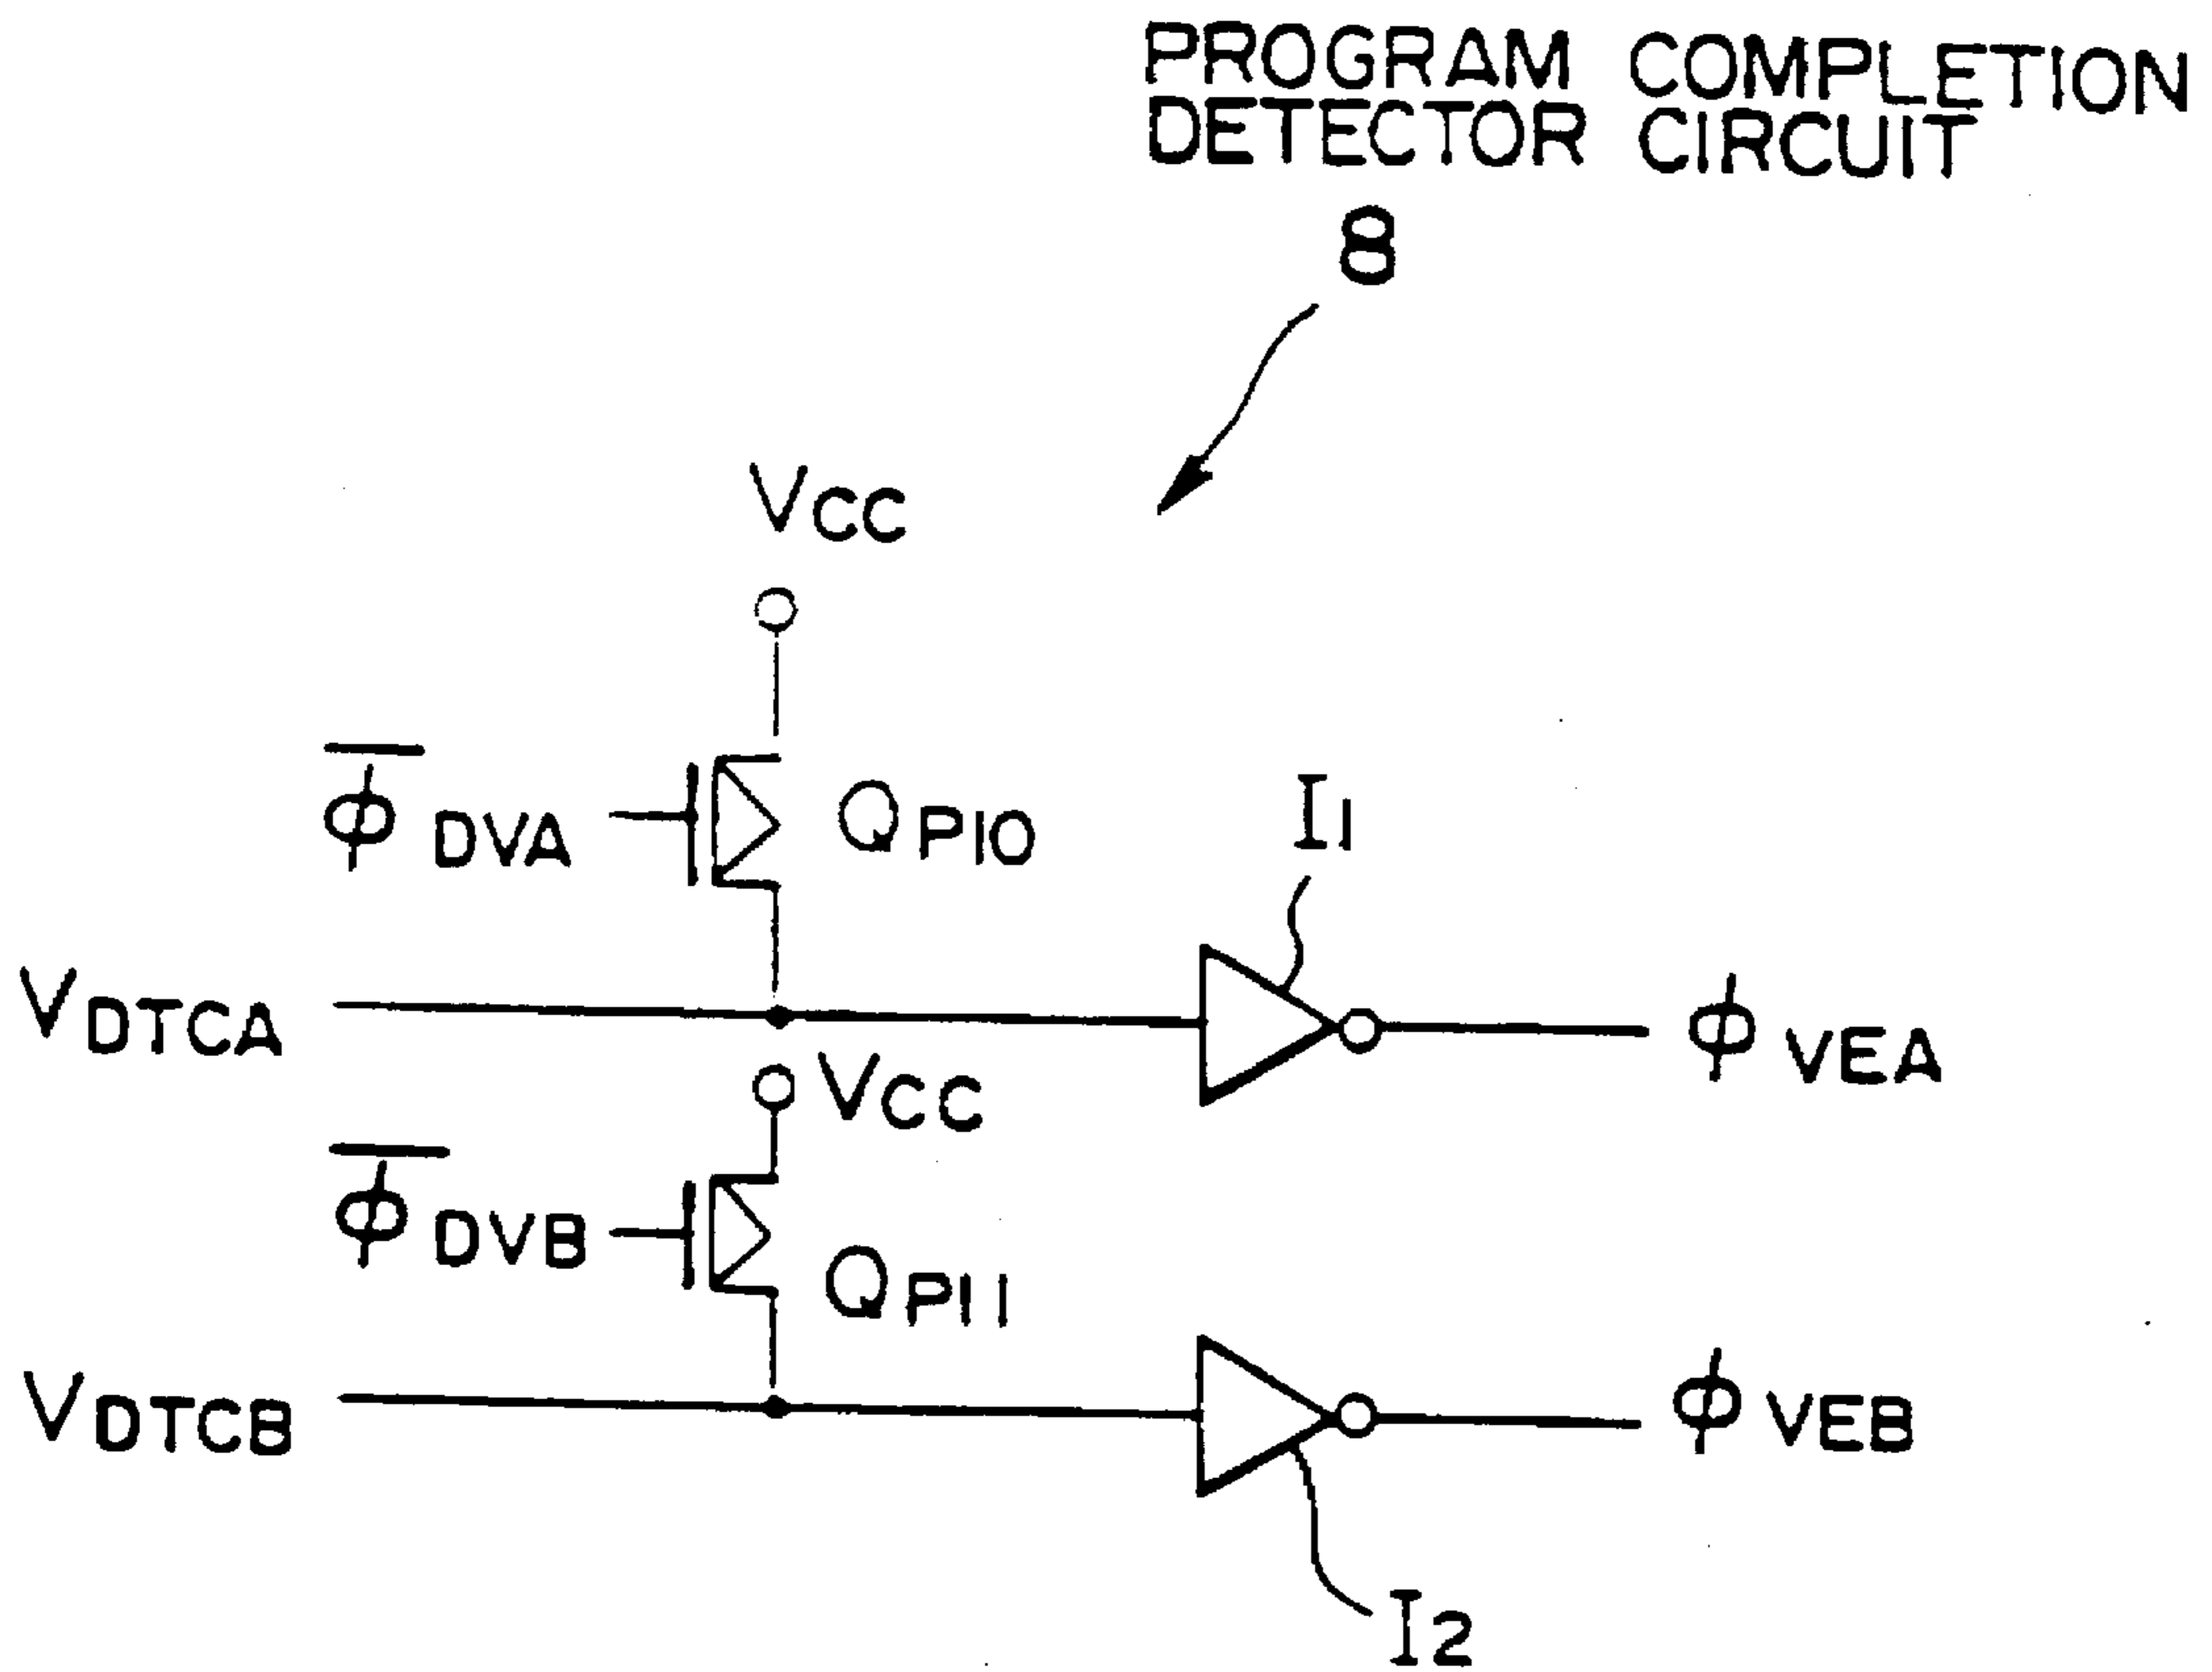 PROGRAM COMPLETION
DETECTOR CIRCUIT
8
VCC
ϕ̅ DVA
QP10
I1
VDTCA
ϕ VEA
VCC
ϕ̅ DVB
QP11
VDTCB
ϕ VEB
I2